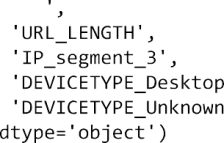 ',
'URL_LENGTH',
'IP_segment_3',
'DEVICETYPE_Desktop
'DEVICETYPE_Unknown
dtype='object')